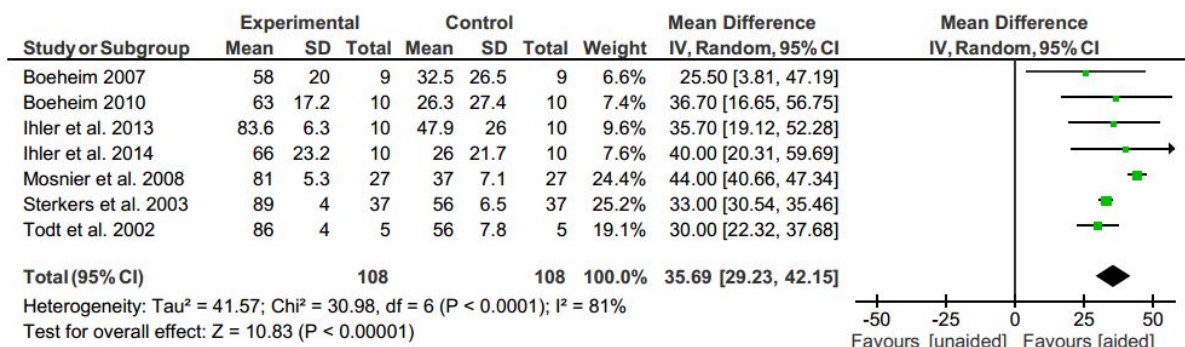 Experimental Control Mean Difference Mean Difference
Study or Subgroup Mean SD Total Mean SD Total Weight IV, Random, 95% CI IV, Random, 95% CI
Boeheim 2007 58 20 9 32.5 26.5 9 6.6% 25.50 [3.81, 47.19]
Boeheim 2010 63 17.2 10 26.3 27.4 10 7.4% 36.70 [16.65, 56.75]
Ihler et al. 2013 83.6 6.3 10 47.9 26 10 9.6% 35.70 [19.12, 52.28]
Ihler et al. 2014 66 23.2 10 26 21.7 10 7.6% 40.00 [20.31, 59.69]
Mosnier et al. 2008 81 5.3 27 37 7.1 27 24.4% 44.00 [40.66, 47.34]
Sterkers et al. 2003 89 4 37 56 6.5 37 25.2% 33.00 [30.54, 35.46]
Todt et al. 2002 86 4 5 56 7.8 5 19.1% 30.00 [22.32, 37.68]
Total (95% CI) 108 108 100.0% 35.69 [29.23, 42.15]
Heterogeneity: Tau² = 41.57; Chi² = 30.98, df = 6 (P < 0.0001); I² = 81%
Test for overall effect: Z = 10.83 (P < 0.00001)
-50 -25 0 25 50
Favours [unaided] Favours [aided]